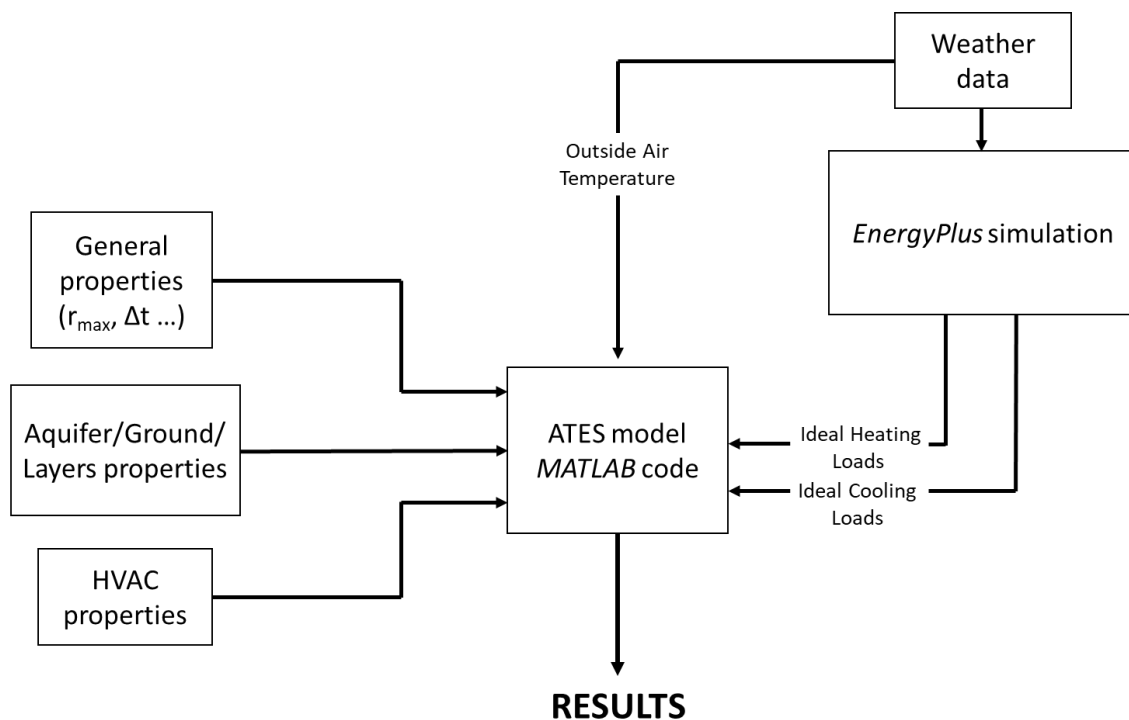 Weather
data
Outside Air
Temperature
EnergyPlus simulation
General
properties
(rmax, Δt ...)
Aquifer/Ground/
Layers properties
HVAC
properties
ATES model
MATLAB code
Ideal Heating
Loads
Ideal Cooling
Loads
RESULTS